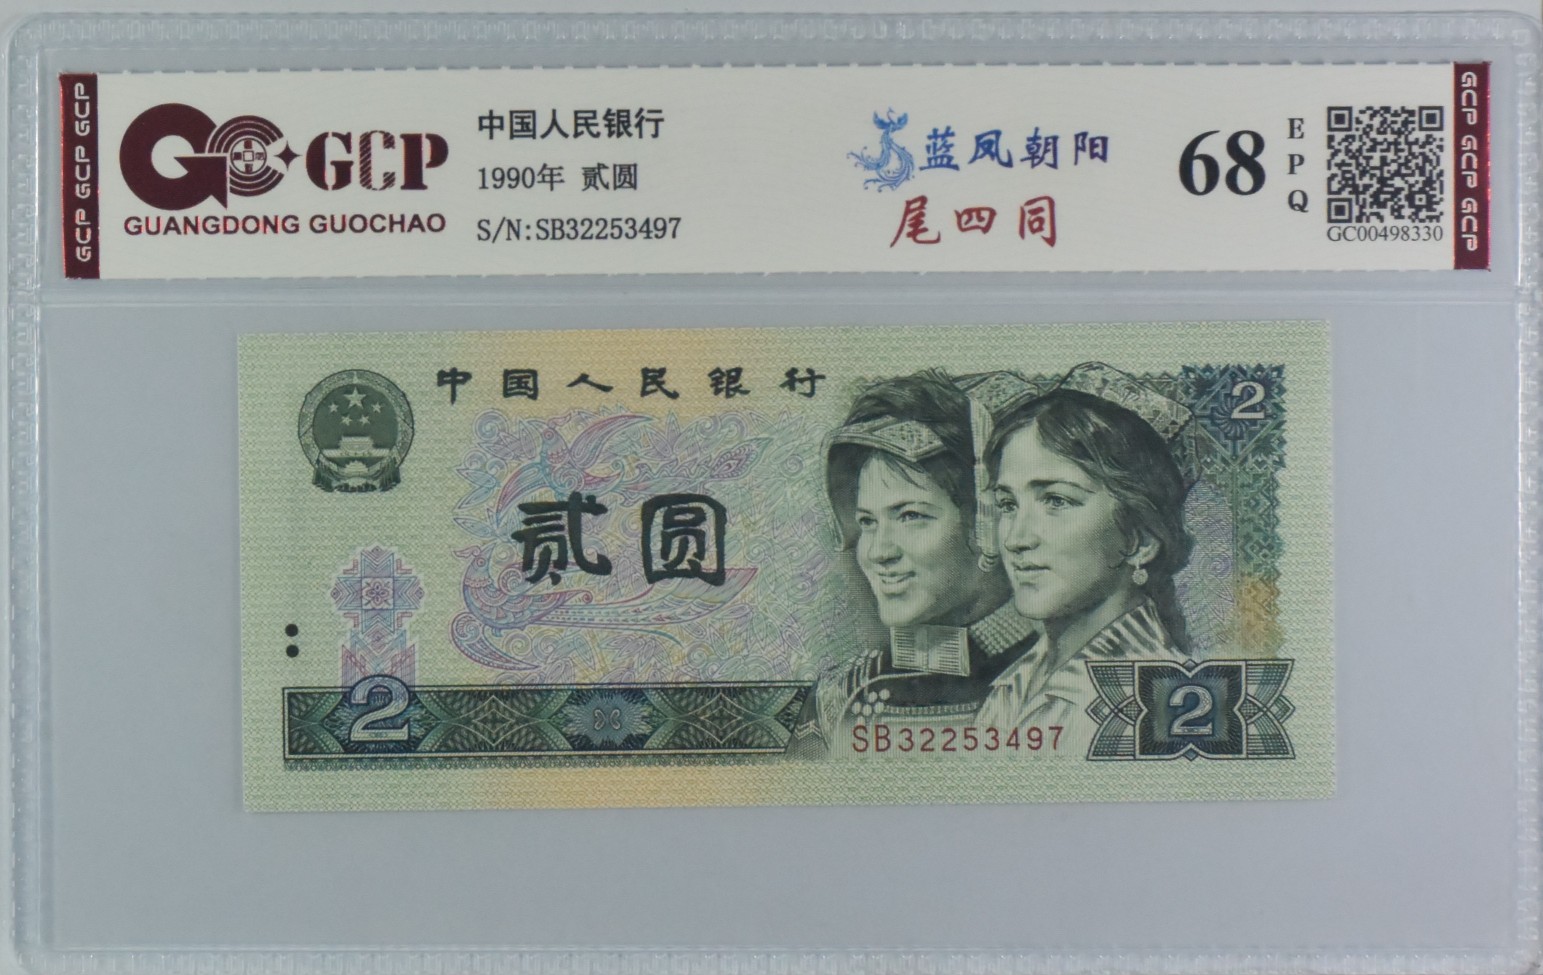 GCP GCP GCP
GCP
GUANGDONG GUOCHAO
中国人民银行
1990年 贰圆
S/N:SB32253497
蓝凤朝阳
尾四同
68
EPQ
GC00498330
GCP GCP GCP
中国人民银行
2
贰圆
2
SB32253497
2